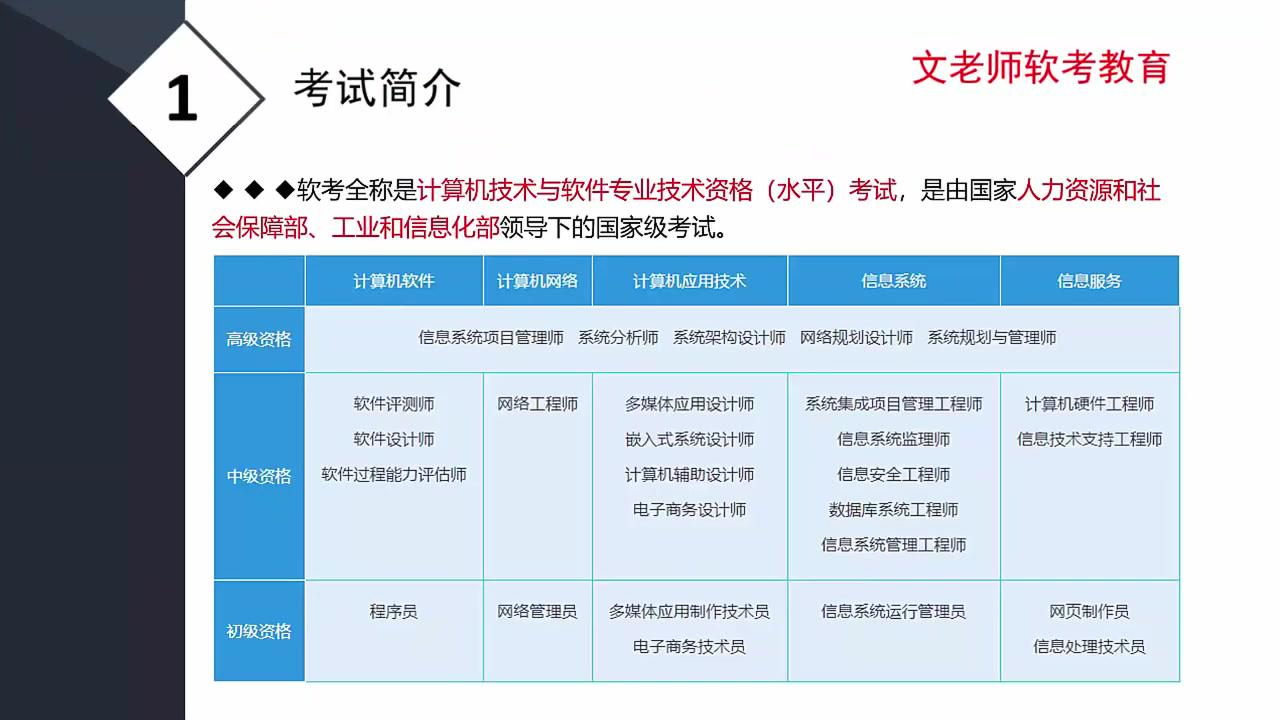 1
考试简介
文老师软考教育
◆ ◆ ◆软考全称是计算机技术与软件专业技术资格（水平）考试，是由国家人力资源和社
会保障部、工业和信息化部领导下的国家级考试。
计算机软件 计算机网络 计算机应用技术 信息系统 信息服务
高级资格 信息系统项目管理师 系统分析师 系统架构设计师 网络规划设计师 系统规划与管理师
中级资格
软件评测师 网络工程师 多媒体应用设计师 系统集成项目管理工程师 计算机硬件工程师
软件设计师 嵌入式系统设计师 信息系统监理师 信息技术支持工程师
软件过程能力评估师 计算机辅助设计师 信息安全工程师
电子商务设计师 数据库系统工程师
信息系统管理工程师
初级资格
程序员 网络管理员 多媒体应用制作技术员 信息系统运行管理员 网页制作员
电子商务技术员 信息处理技术员